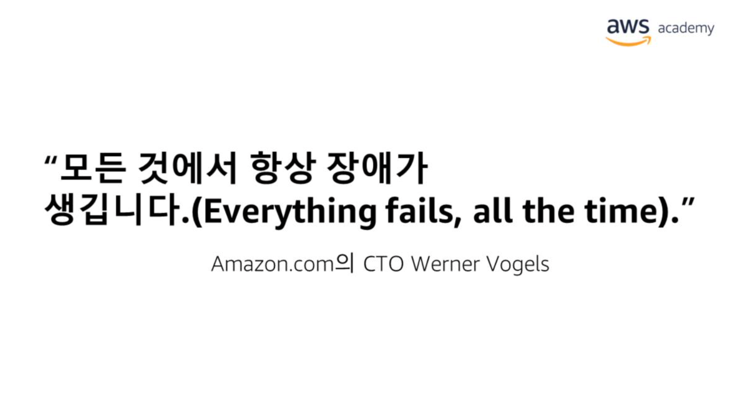 aws academy
“모든 것에서 항상 장애가
생깁니다.(Everything fails, all the time).”
Amazon.com의 CTO Werner Vogels